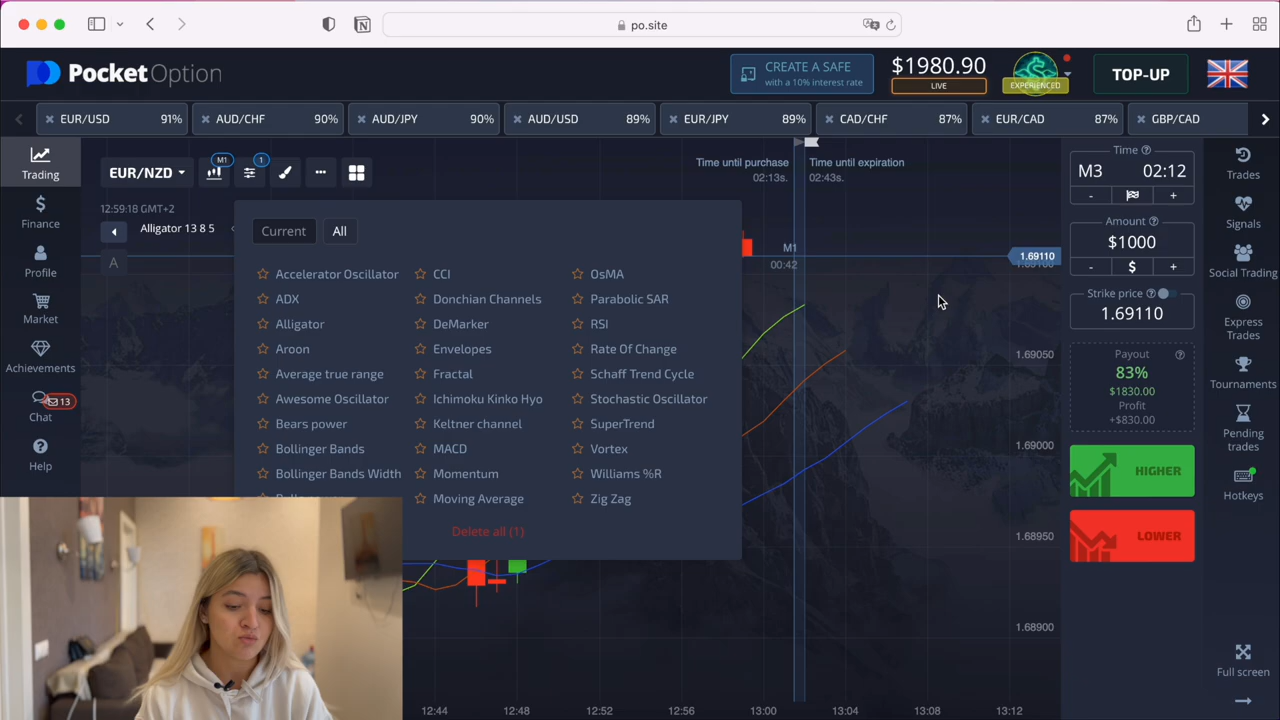 po.site
PocketOption
CREATE A SAFE
with a 10% interest rate
$1980.90
LIVE
EXPERIENCED
TOP-UP
EUR/USD 91%
AUD/CHF 90%
AUD/JPY 90%
AUD/USD 89%
EUR/JPY 89%
CAD/CHF 87%
EUR/CAD 87%
GBP/CAD
Trading
Finance
Profile
Market
Achievements
13
Chat
Help
EUR/NZD
M1
1
12:59:18 GMT+2
Alligator 13 8 5
A
Time until purchase
02:13s.
Time until expiration
02:43s.
M1
00:42
Current
All
Accelerator Oscillator
ADX
Alligator
Aroon
Average true range
Awesome Oscillator
Bears power
Bollinger Bands
Bollinger Bands Width
CCI
Donchian Channels
DeMarker
Envelopes
Fractal
Ichimoku Kinko Hyo
Keltner channel
MACD
Momentum
Moving Average
OsMA
Parabolic SAR
RSI
Rate Of Change
Schaff Trend Cycle
Stochastic Oscillator
SuperTrend
Vortex
Williams %R
Zig Zag
Delete all (1)
1.69110
1.69050
1.69000
1.68950
1.68900
12:44
12:48
12:52
12:56
13:00
13:04
13:08
13:12
Time
M3 02:12
- +
Amount
$1000
- $ +
Strike price
1.69110
Payout
83%
$1830.00
Profit
+$830.00
HIGHER
LOWER
Trades
Signals
Social Trading
Express
Trades
Tournaments
Pending
trades
Hotkeys
Full screen